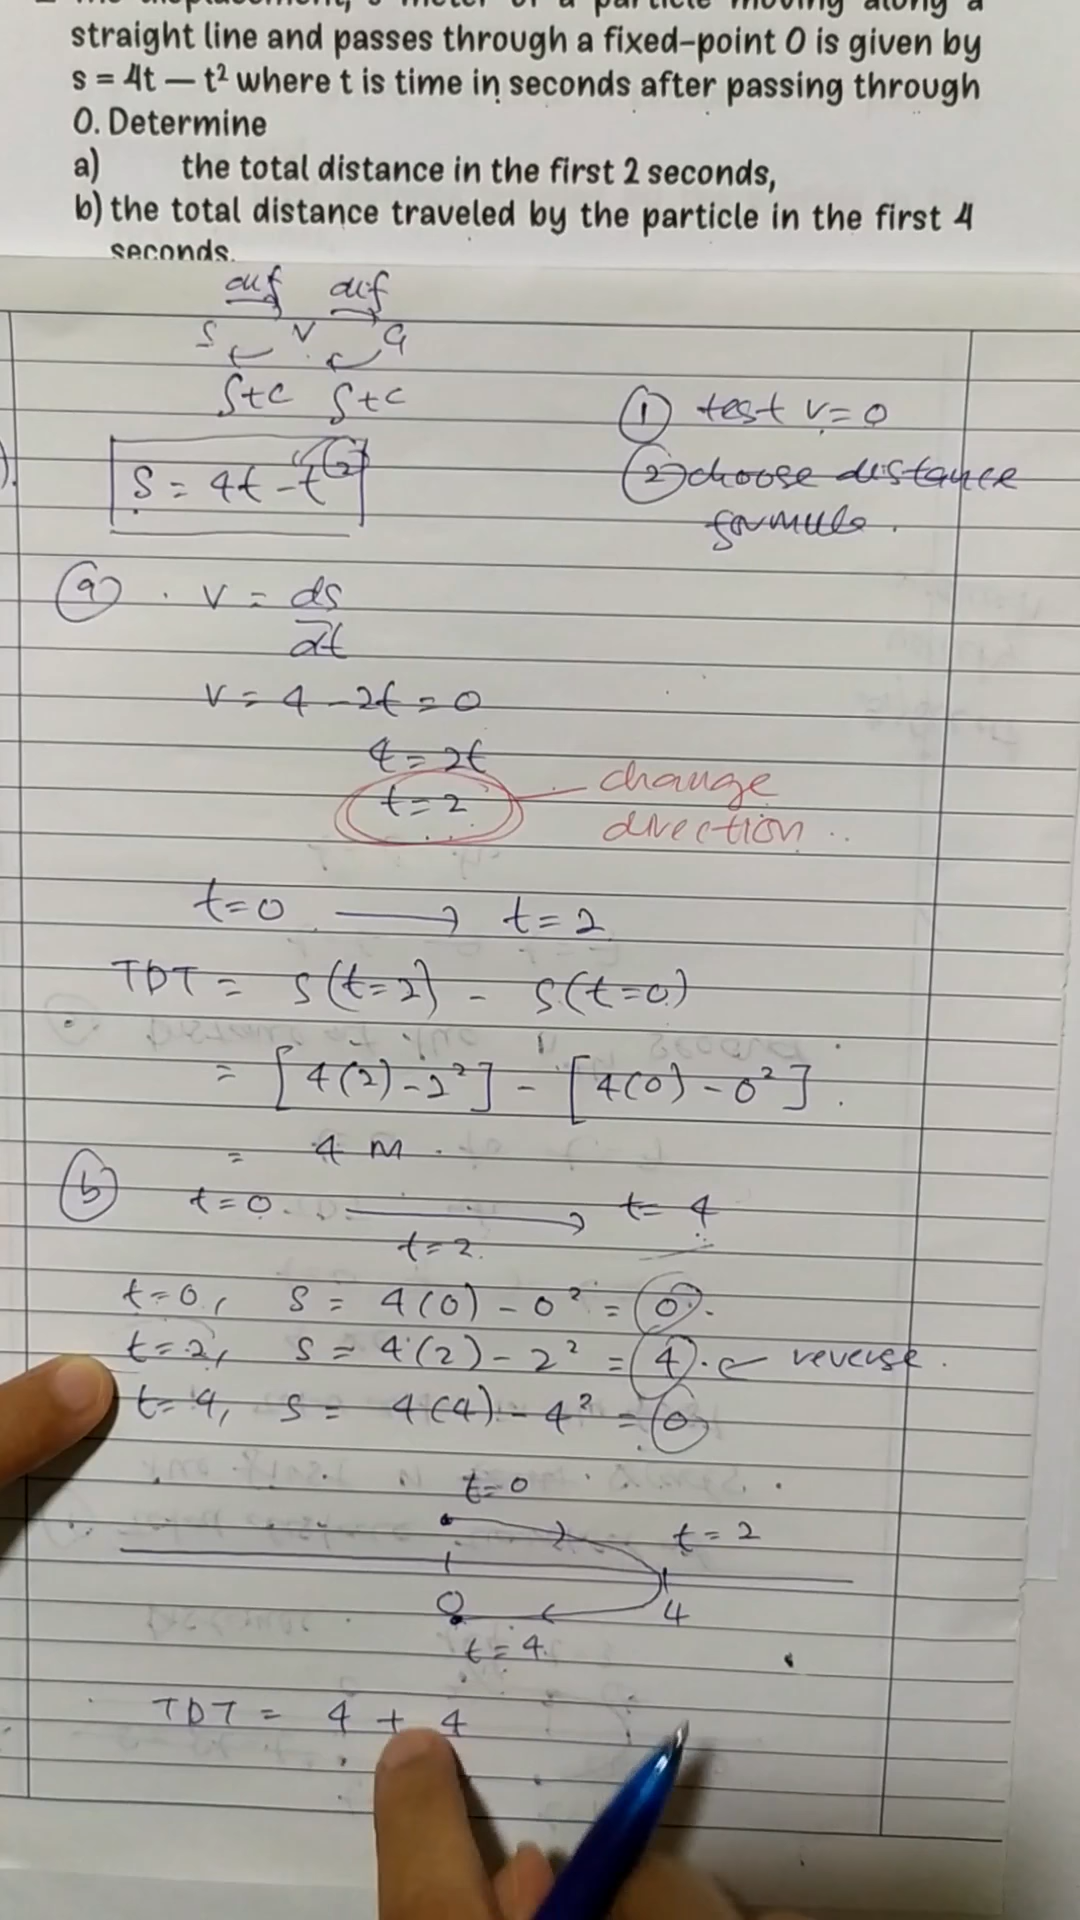 straight line and passes through a fixed-point O is given by
s = 4t — t² where t is time in seconds after passing through
O. Determine
a) the total distance in the first 2 seconds,
b) the total distance traveled by the particle in the first 4
seconds.
dif dif
S V a
∫+c ∫+c
① test v=0
② choose distance
formula.
S = 4t - t²
ⓐ v = ds
dt
v = 4 - 2t = 0
4 = 2t
t = 2
change
direction..
t=0 → t=2
TDT = s(t=2) - s(t=0)
= [4(2)-2²] - [4(0)-0²].
= 4 m.
ⓑ t=0 → t=4
t=2
t=0, s = 4(0) - 0² = 0.
t=2, s = 4(2) - 2² = 4. ← reverse.
t=4, s = 4(4) - 4² = 0
t=0
t=2
O 4
t=4.
TDT = 4 + 4